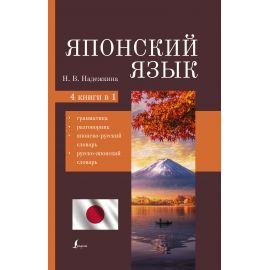 ЯПОНСКИЙ
ЯЗЫК
Н. В. Надежкина
4 книги в 1
• грамматика
• разговорник
• японско-русский
словарь
• русско-японский
словарь